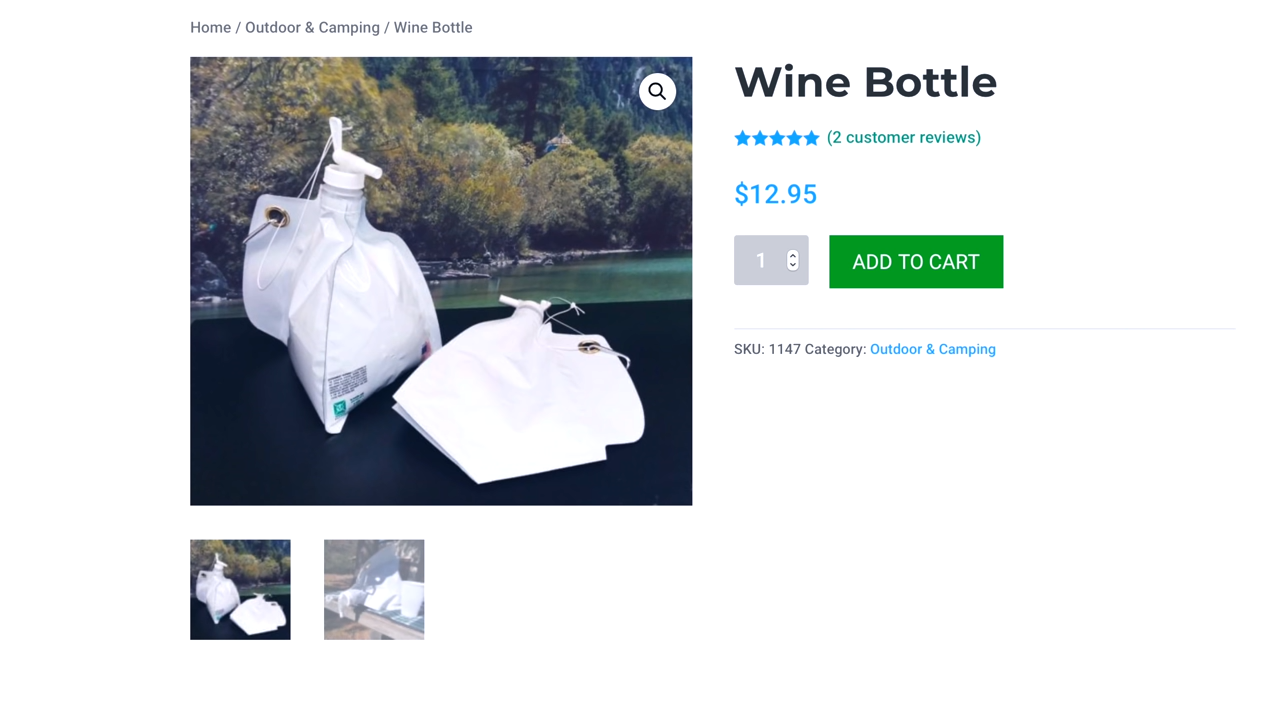 Home / Outdoor & Camping / Wine Bottle
Wine Bottle
(2 customer reviews)
$12.95
1
ADD TO CART
SKU: 1147 Category: Outdoor & Camping